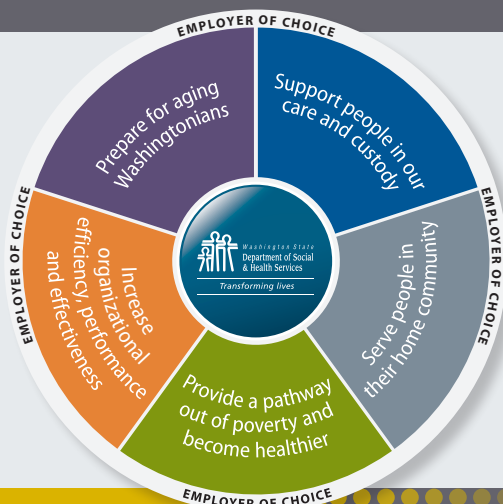 EMPLOYER OF CHOICE
Support people in our
care and custody
EMPLOYER OF CHOICE
Serve people in
their home community
EMPLOYER OF CHOICE
Provide a pathway
out of poverty and
become healthier
EMPLOYER OF CHOICE
Increase
organizational
efficiency, performance
and effectiveness
Prepare for aging
Washingtonians
Washington State
Department of Social
& Health Services
Transforming lives